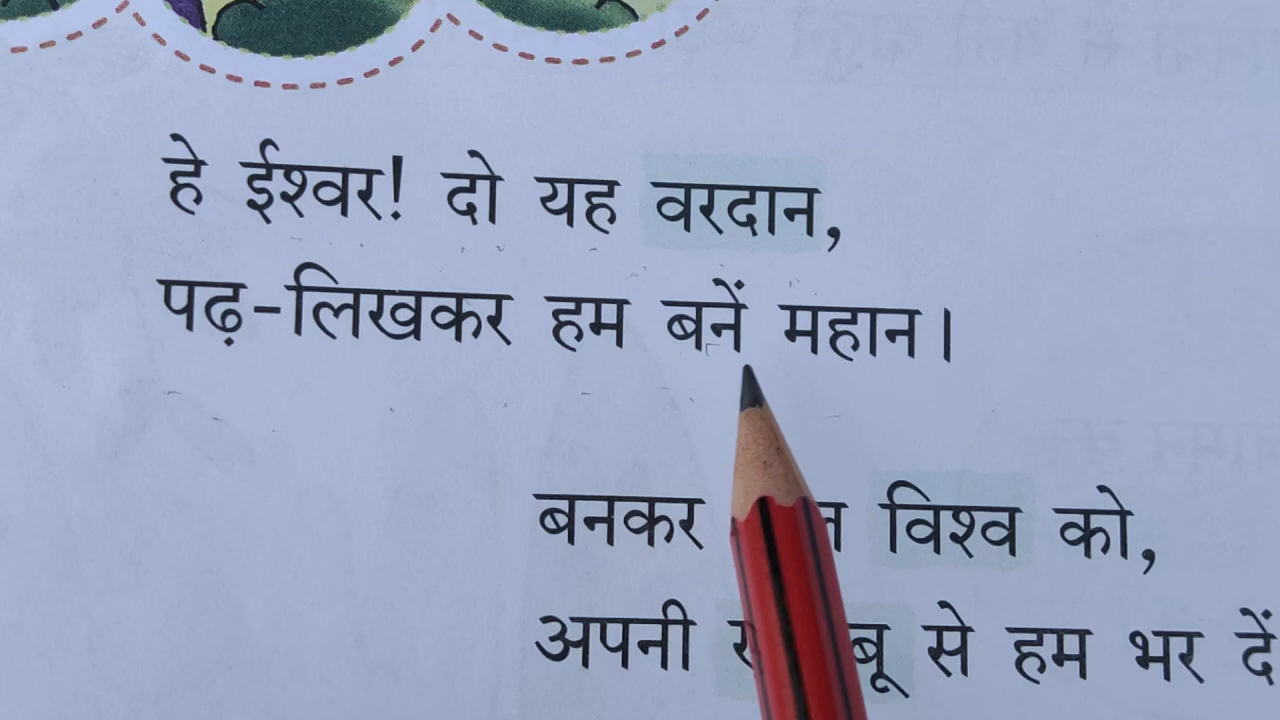 हे ईश्वर! दो यह वरदान,
पढ़-लिखकर हम बनें महान।
बनकर विश्व को,
अपनी से हम भर दें